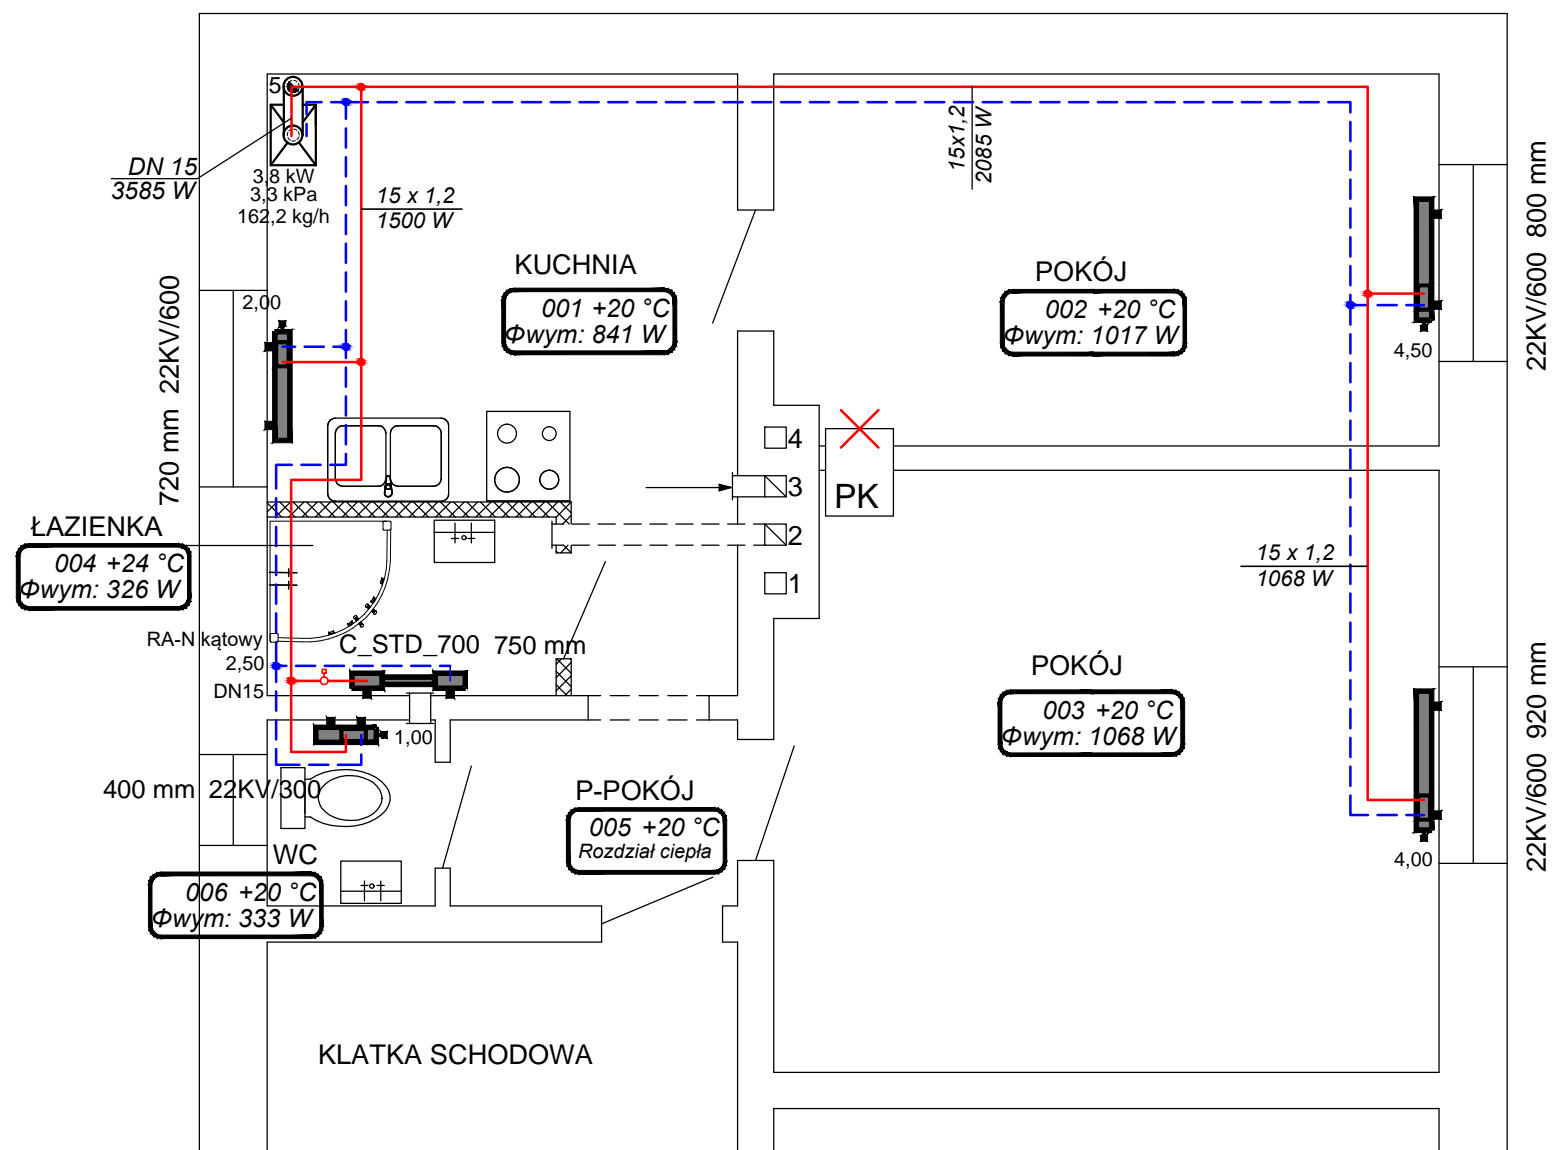 5
DN 15
3585 W
3,8 kW
3,3 kPa
162,2 kg/h
15 x 1,2
1500 W
15x1,2
2085 W
KUCHNIA
001 +20 °C
Φwym: 841 W
POKÓJ
002 +20 °C
Φwym: 1017 W
22KV/600 800 mm
4,50
2,00
720 mm 22KV/600
4
3
2
1
PK
ŁAZIENKA
004 +24 °C
Φwym: 326 W
15 x 1,2
1068 W
RA-N kątowy
2,50
DN15
C_STD_700 750 mm
POKÓJ
003 +20 °C
Φwym: 1068 W
22KV/600 920 mm
4,00
1,00
400 mm 22KV/300
P-POKÓJ
005 +20 °C
Rozdział ciepła
WC
006 +20 °C
Φwym: 333 W
KLATKA SCHODOWA